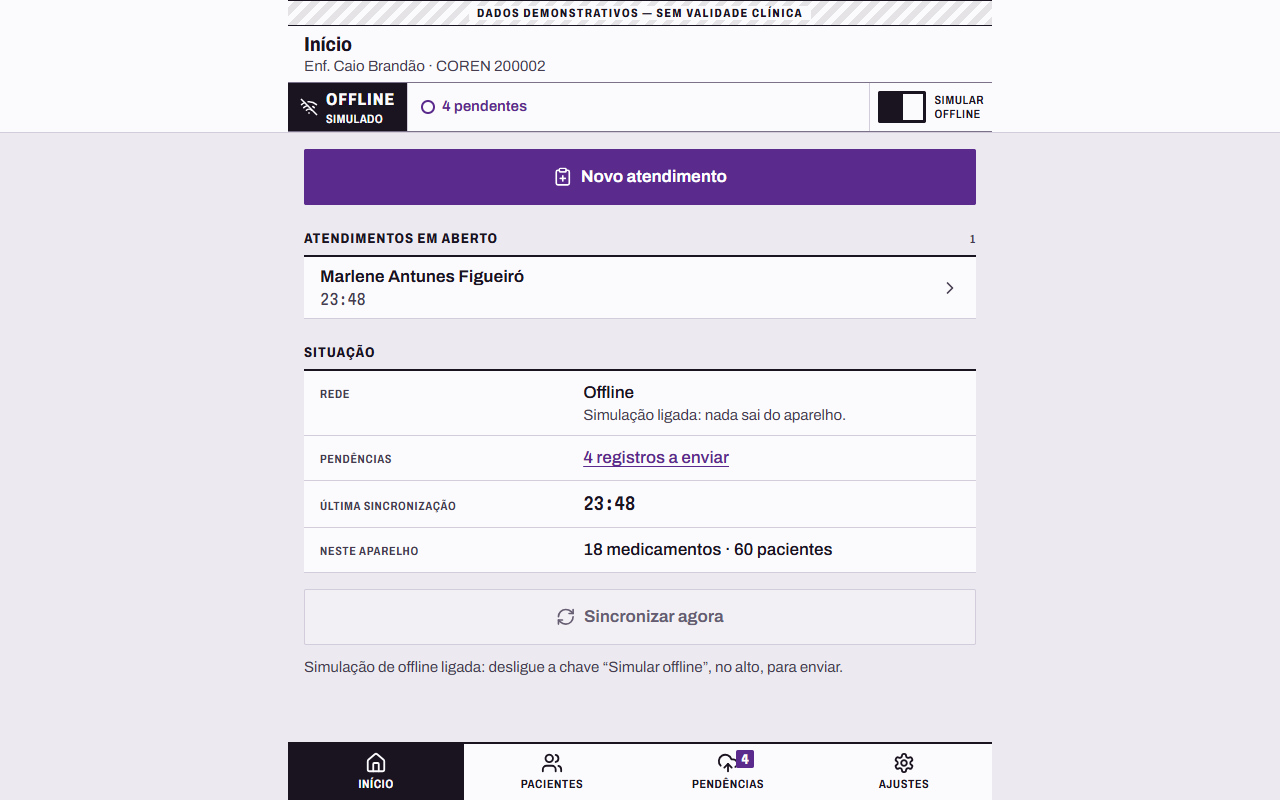 DADOS DEMONSTRATIVOS — SEM VALIDADE CLÍNICA
Início
Enf. Caio Brandão · COREN 200002
OFFLINE
SIMULADO
4 pendentes
SIMULAR
OFFLINE
Novo atendimento
ATENDIMENTOS EM ABERTO 1
Marlene Antunes Figueiró
23:48
SITUAÇÃO
REDE Offline
Simulação ligada: nada sai do aparelho.
PENDÊNCIAS 4 registros a enviar
ÚLTIMA SINCRONIZAÇÃO 23:48
NESTE APARELHO 18 medicamentos · 60 pacientes
Sincronizar agora
Simulação de offline ligada: desligue a chave “Simular offline”, no alto, para enviar.
4
INÍCIO PACIENTES PENDÊNCIAS AJUSTES